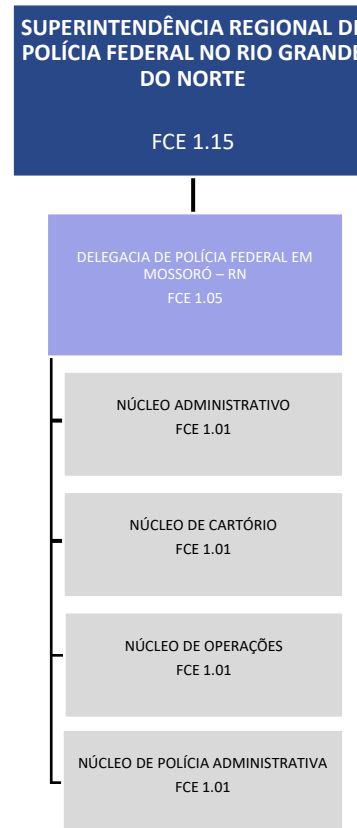 SUPERINTENDÊNCIA REGIONAL DE
POLÍCIA FEDERAL NO RIO GRANDE
DO NORTE
FCE 1.15
DELEGACIA DE POLÍCIA FEDERAL EM
MOSSORÓ – RN
FCE 1.05
NÚCLEO ADMINISTRATIVO
FCE 1.01
NÚCLEO DE CARTÓRIO
FCE 1.01
NÚCLEO DE OPERAÇÕES
FCE 1.01
NÚCLEO DE POLÍCIA ADMINISTRATIVA
FCE 1.01